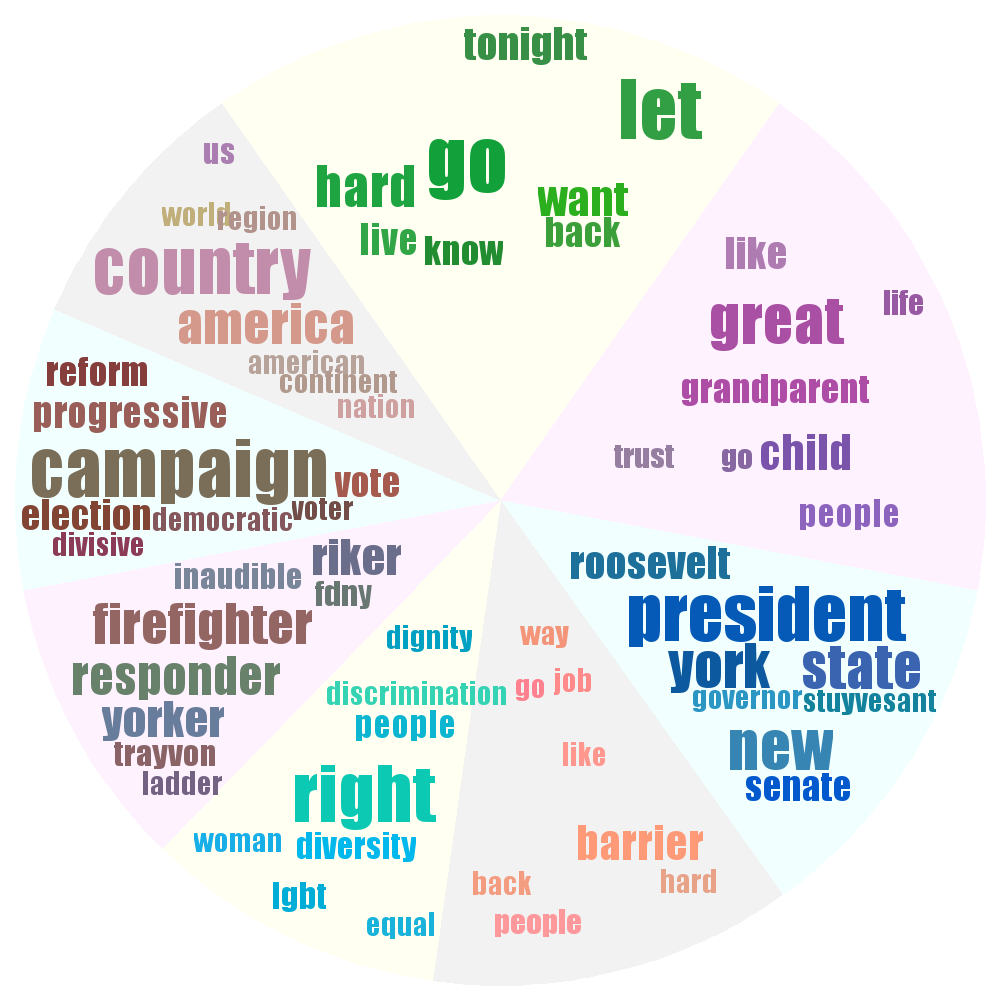 tonight
let
go
hard
want
back
live
know
us
world
region
country
america
american
continent
nation
like
life
great
grandparent
child
trust
go
people
reform
progressive
campaign
vote
election
democratic
voter
divisive
riker
inaudible
fdny
firefighter
responder
yorker
trayvon
ladder
roosevelt
president
york
state
governor
stuyvesant
new
senate
dignity
discrimination
people
right
woman
diversity
lgbt
equal
way
go
job
like
barrier
hard
back
people